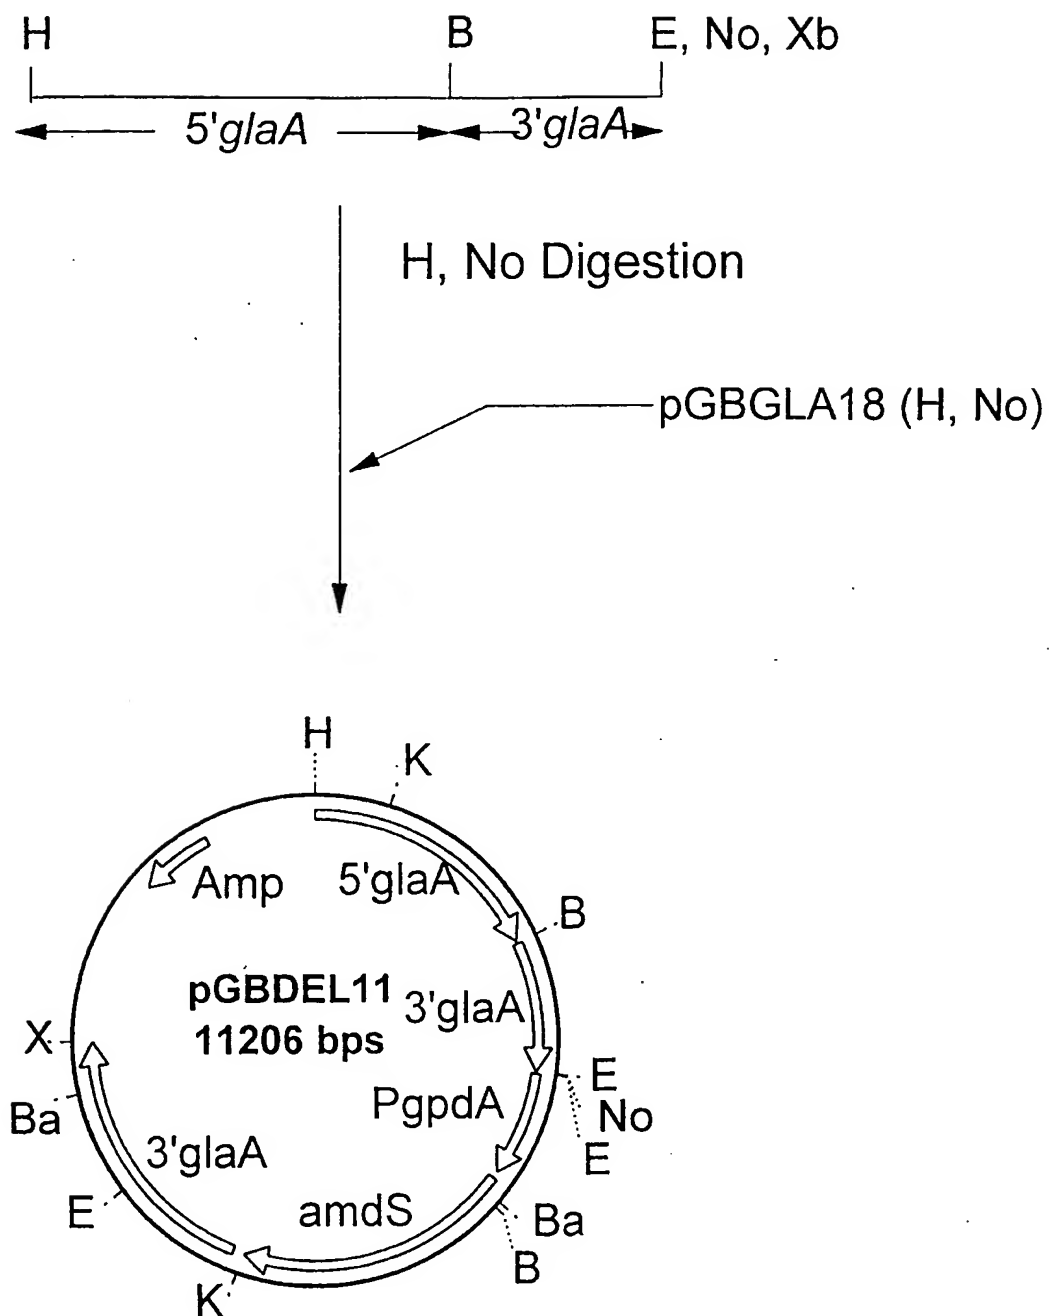 H B E, No, Xb
5'glaA 3'glaA
H, No Digestion
pGBGLA18 (H, No)
H
K
Amp 5'glaA
B
pGBDEL11
11206 bps
3'glaA
X
E
PgpdA
No
Ba
E
3'glaA
E
amdS
Ba
B
K